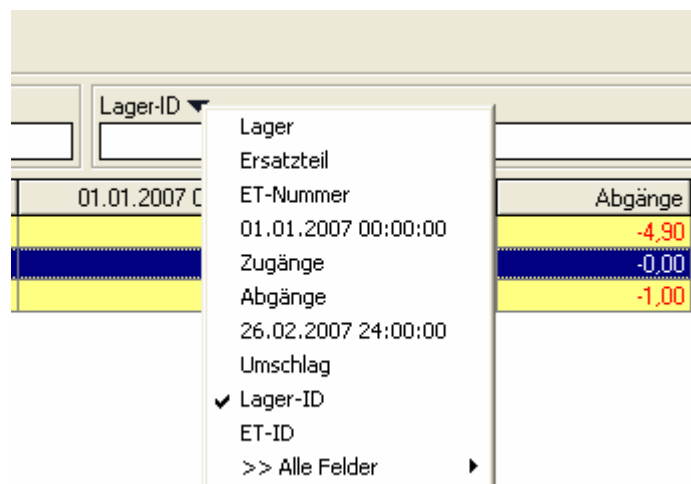 Lager-ID
01.01.2007 0
Abgänge
-4,90
-0,00
-1,00
Lager
Ersatzteil
ET-Nummer
01.01.2007 00:00:00
Zugänge
Abgänge
26.02.2007 24:00:00
Umschlag
Lager-ID
ET-ID
>> Alle Felder